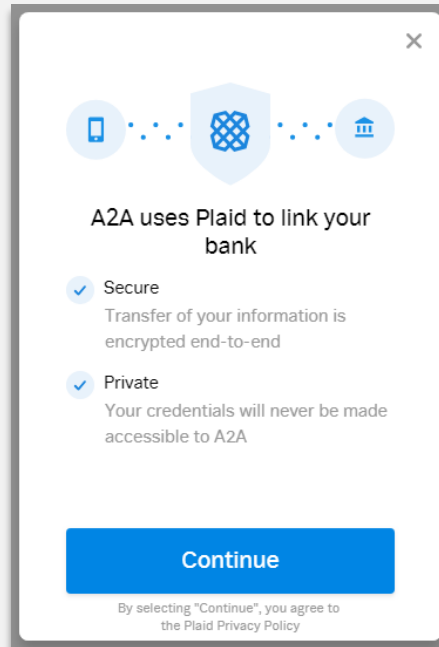 A2A uses Plaid to link your
bank
Secure
Transfer of your information is
encrypted end-to-end
Private
Your credentials will never be made
accessible to A2A
Continue
By selecting "Continue", you agree to
the Plaid Privacy Policy